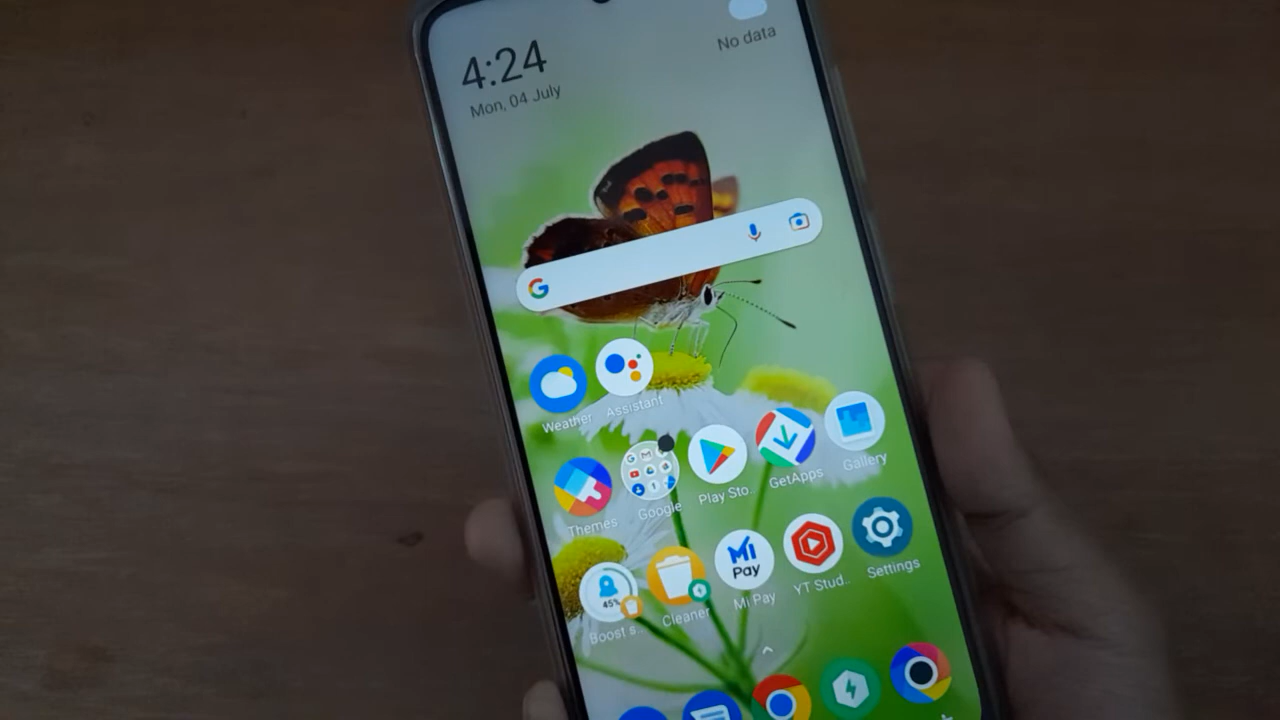 4:24
No data
Mon, 04 July
G
Weather
Assistant
Themes
Google
Play Sto..
GetApps
Gallery
45%
Mi
Pay
Boost s...
Cleaner
Mi Pay
YT Stud..
Settings